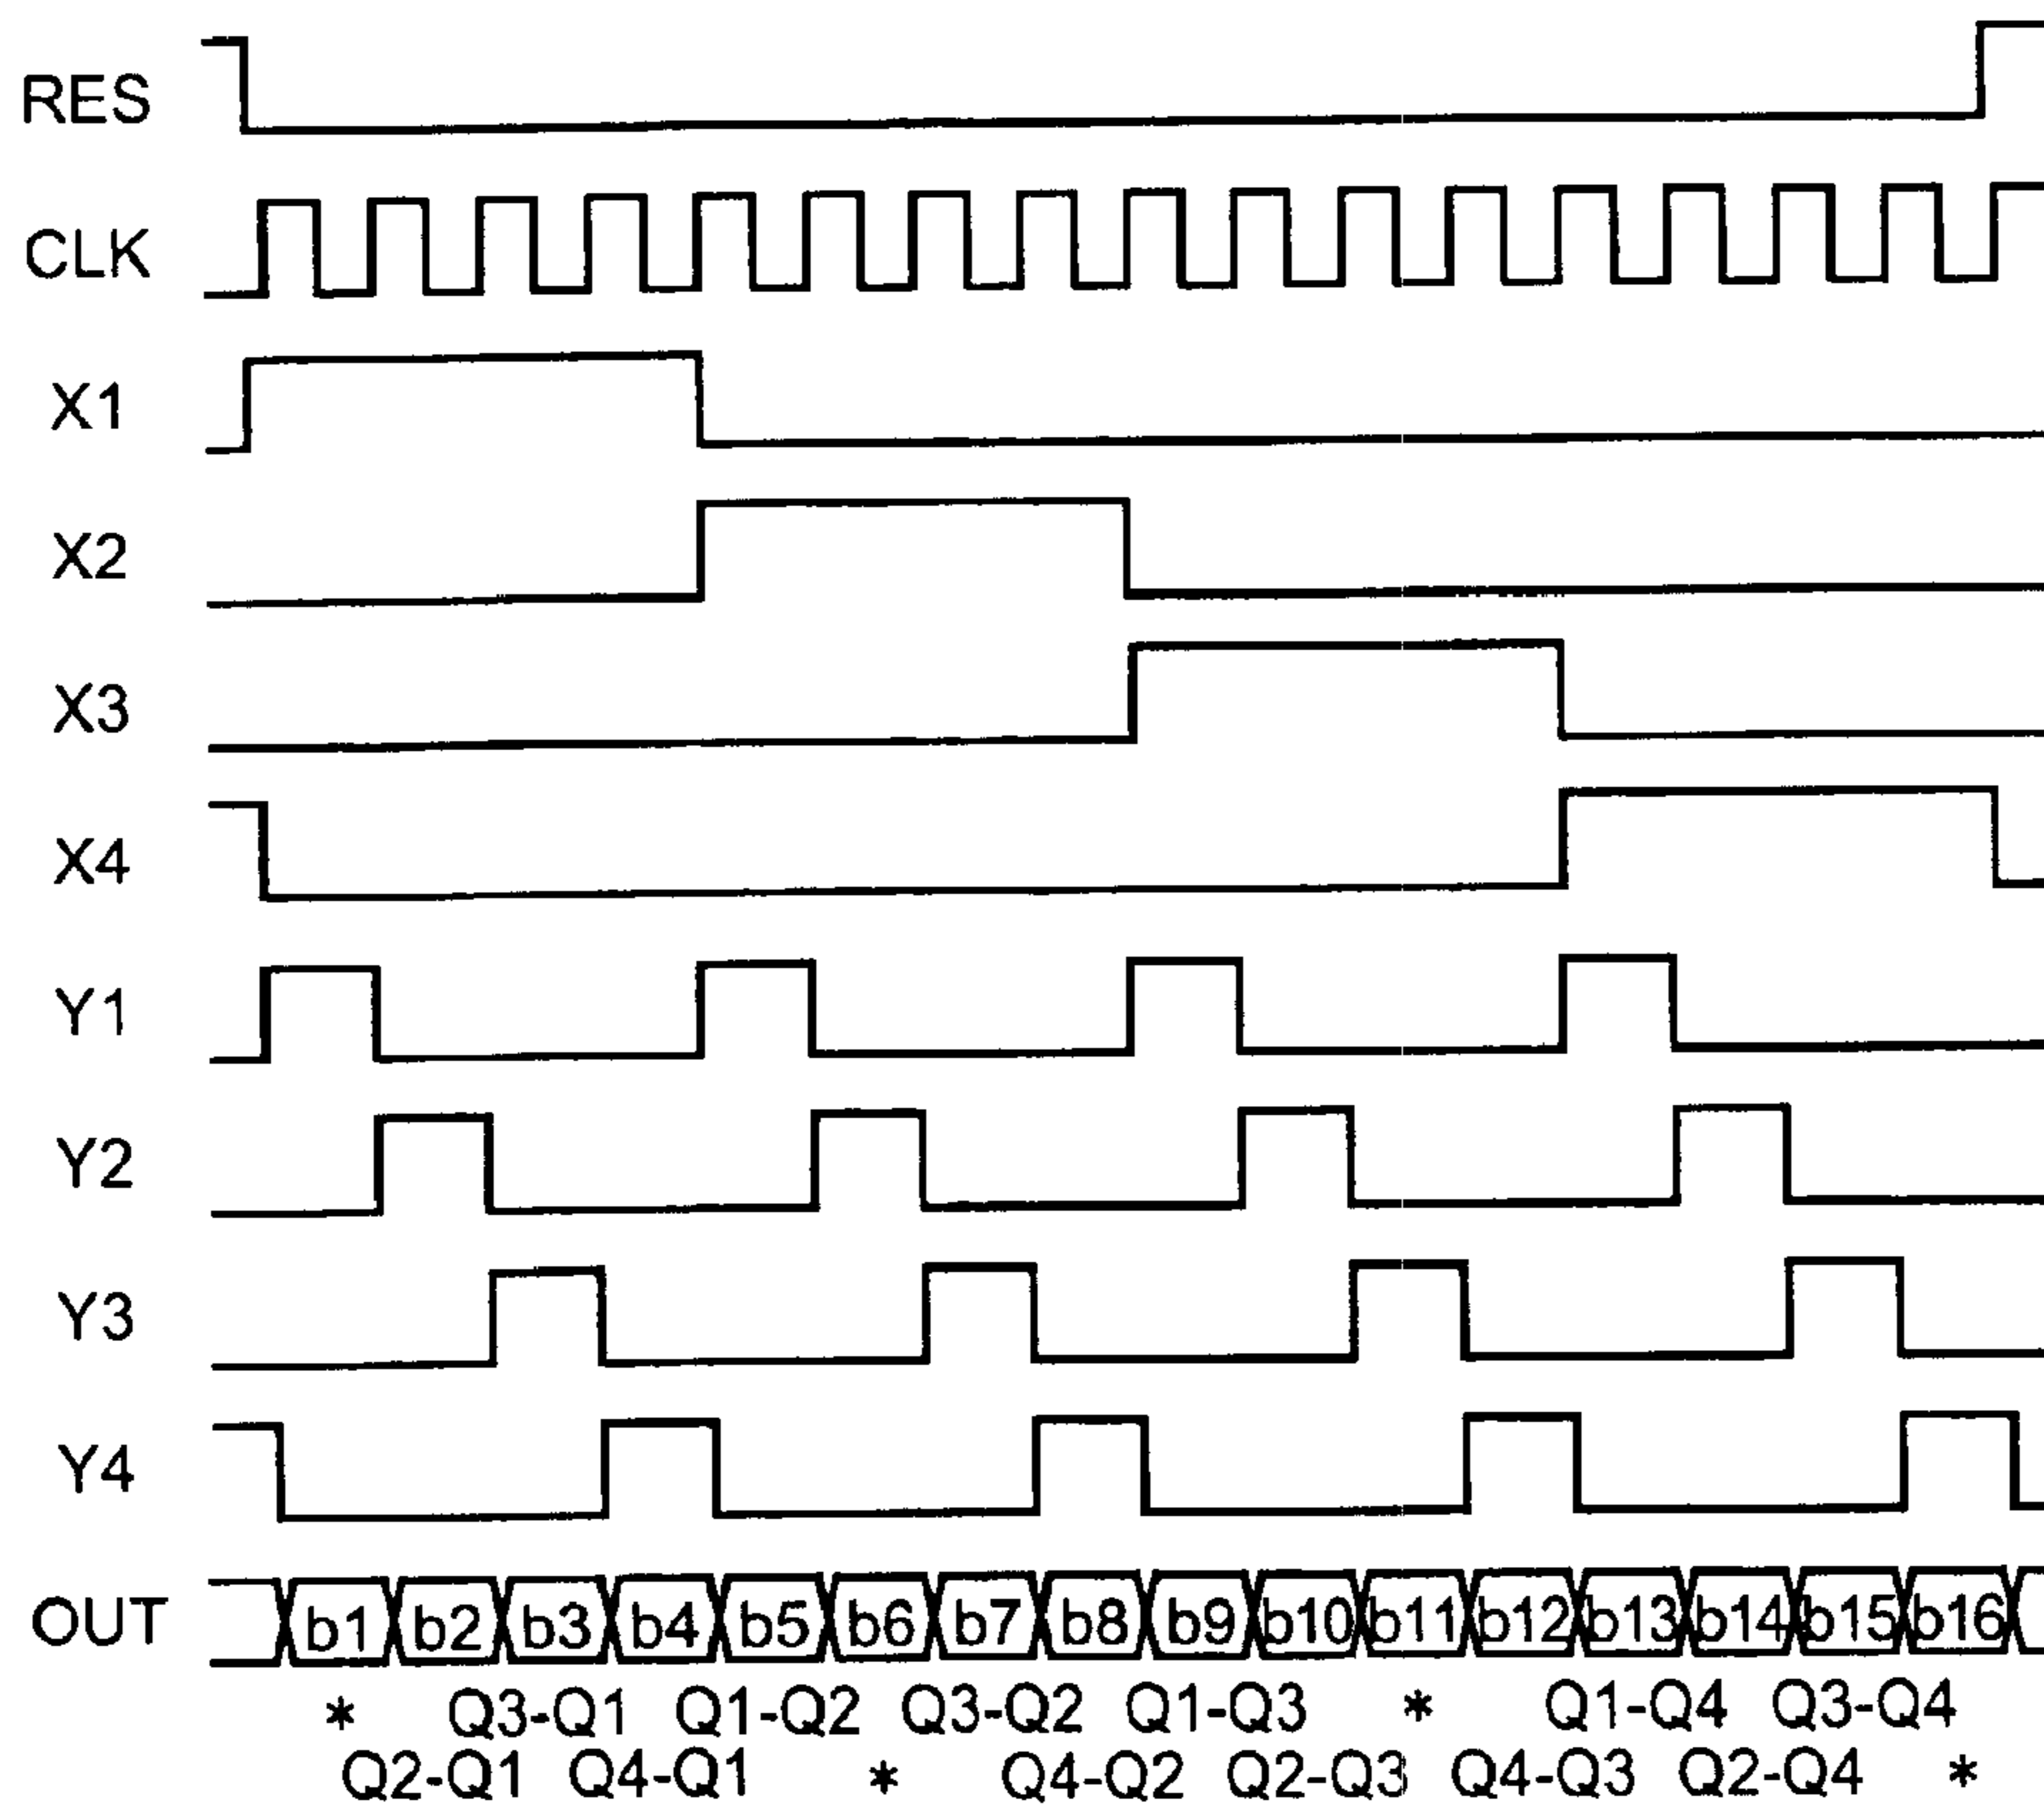 RES
CLK
X1
X2
X3
X4
Y1
Y2
Y3
Y4
OUT b1 b2 b3 b4 b5 b6 b7 b8 b9 b10 b11 b12 b13 b14 b15 b16
* Q3-Q1 Q1-Q2 Q3-Q2 Q1-Q3 * Q1-Q4 Q3-Q4
Q2-Q1 Q4-Q1 * Q4-Q2 Q2-Q3 Q4-Q3 Q2-Q4 *